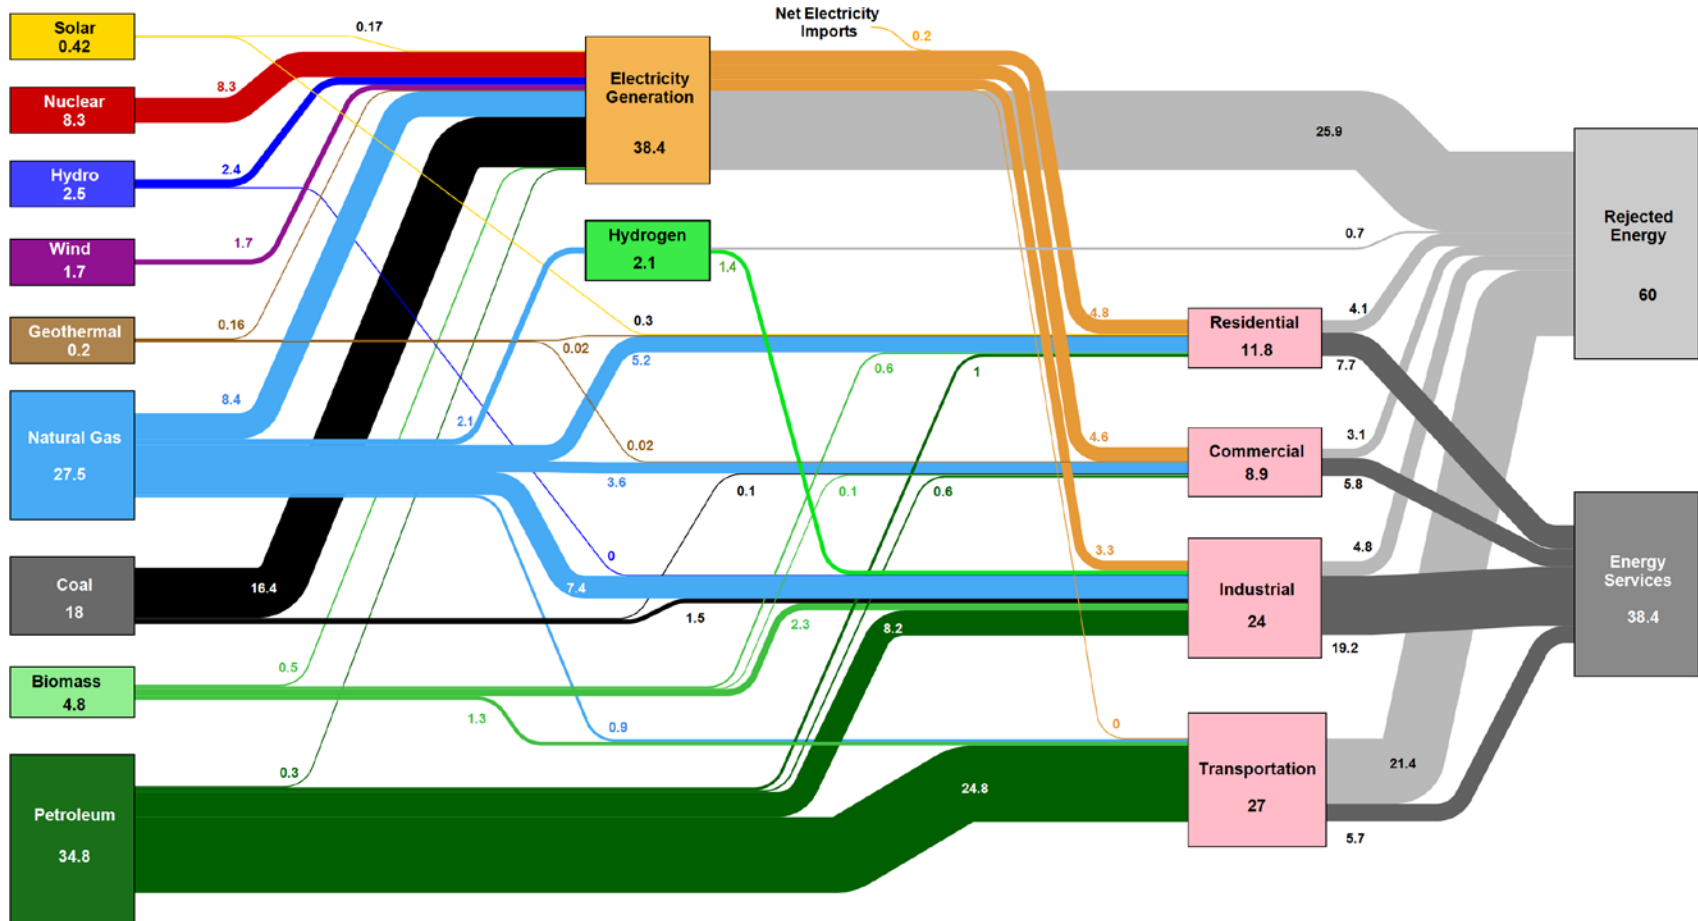 Solar
0.42
0.17
Net Electricity
Imports
0.2
Nuclear
8.3
8.3
Electricity
Generation
38.4
25.9
Hydro
2.5
2.4
Rejected
Energy
60
Wind
1.7
1.7
Hydrogen
2.1
1.4
0.7
Geothermal
0.2
0.16
0.02
0.3
5.2
4.8
Residential
11.8
4.1
7.7
Natural Gas
27.5
8.4
2.1
0.6
1
0.02
3.6
0.1
0.1
0.6
4.6
Commercial
8.9
3.1
5.8
Coal
18
16.4
0
7.4
1.5
3.3
Industrial
24
4.8
19.2
Energy
Services
38.4
Biomass
4.8
0.5
1.3
2.3
8.2
0.9
0
Petroleum
34.8
0.3
24.8
Transportation
27
21.4
5.7